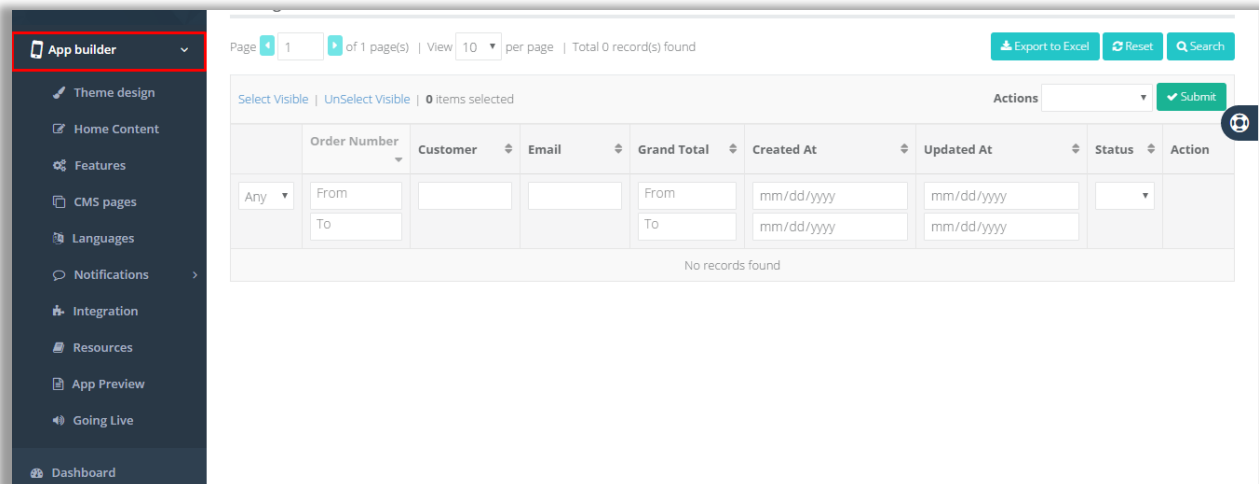 App builder
Theme design
Home Content
Features
CMS pages
Languages
Notifications
Integration
Resources
App Preview
Going Live
Dashboard
Page 1 of 1 page(s) | View 10 per page | Total 0 record(s) found
Export to Excel Reset Search
Select Visible | UnSelect Visible | 0 items selected Actions Submit
Order Number Customer Email Grand Total Created At Updated At Status Action
Any From From mm/dd/yyyy mm/dd/yyyy
To To mm/dd/yyyy mm/dd/yyyy
No records found